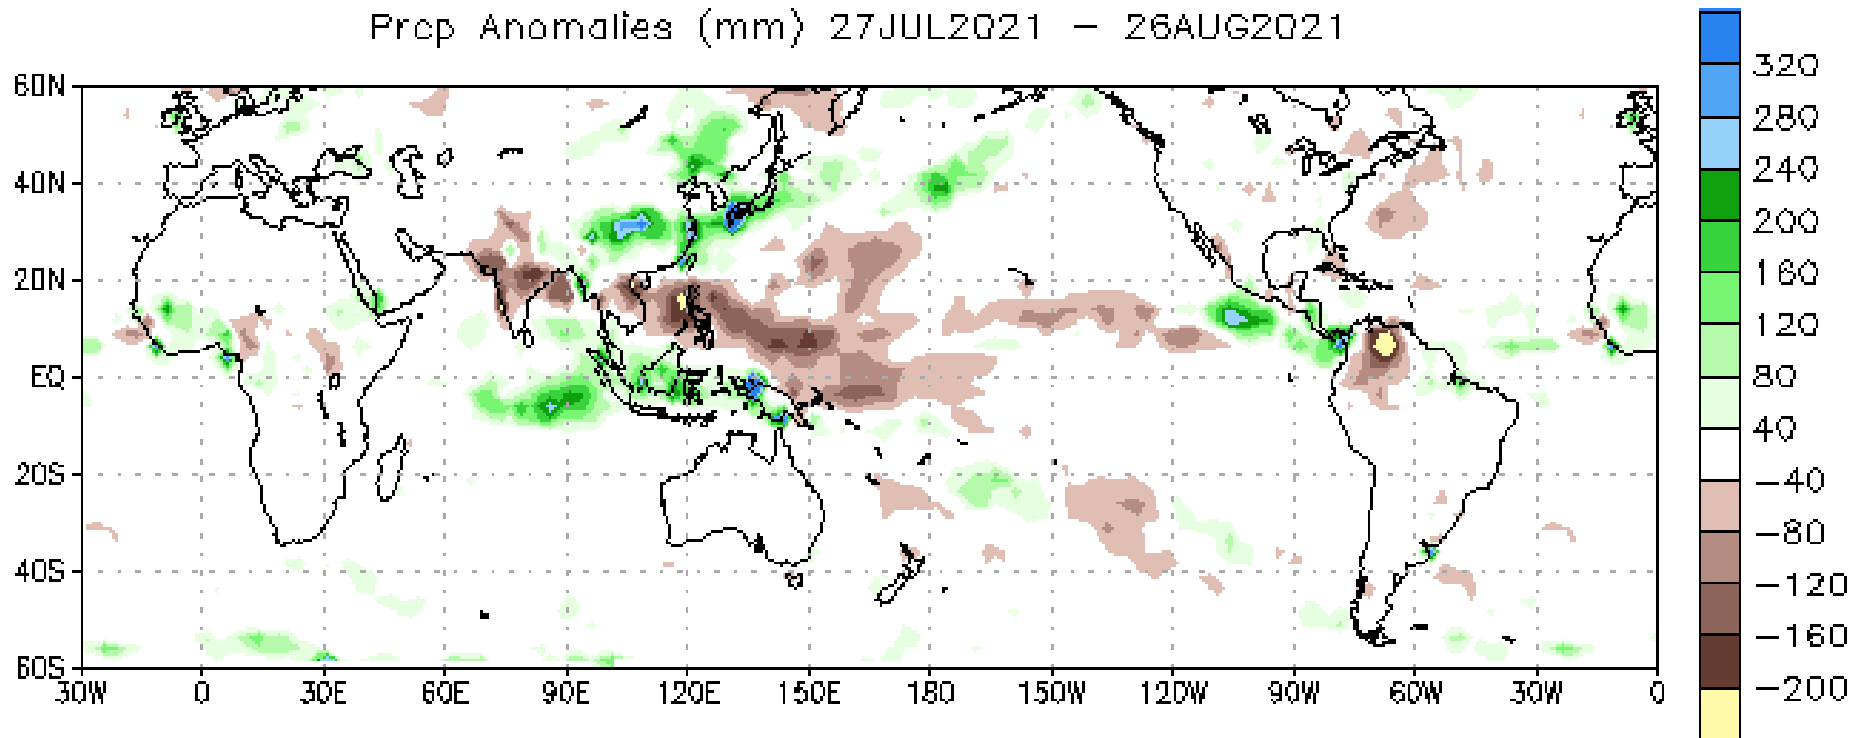 Prcp Anomalies (mm) 27JUL2021 – 26AUG2021
60N
40N
20N
EQ
20S
40S
60S
30W 0 30E 60E 90E 120E 150E 180 150W 120W 90W 60W 30W 0
320
280
240
200
160
120
80
40
−40
−80
−120
−160
−200